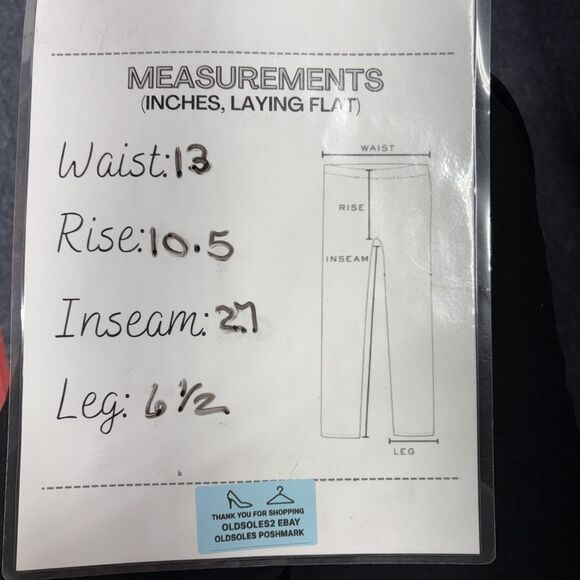 MEASUREMENTS
(INCHES, LAYING FLAT)
Waist: 13
WAIST
Rise: 10.5
RISE
INSEAM
Inseam: 27
Leg: 6 1/2
LEG
THANK YOU FOR SHOPPING
OLDSOLES2 EBAY
OLDSOLES POSHMARK